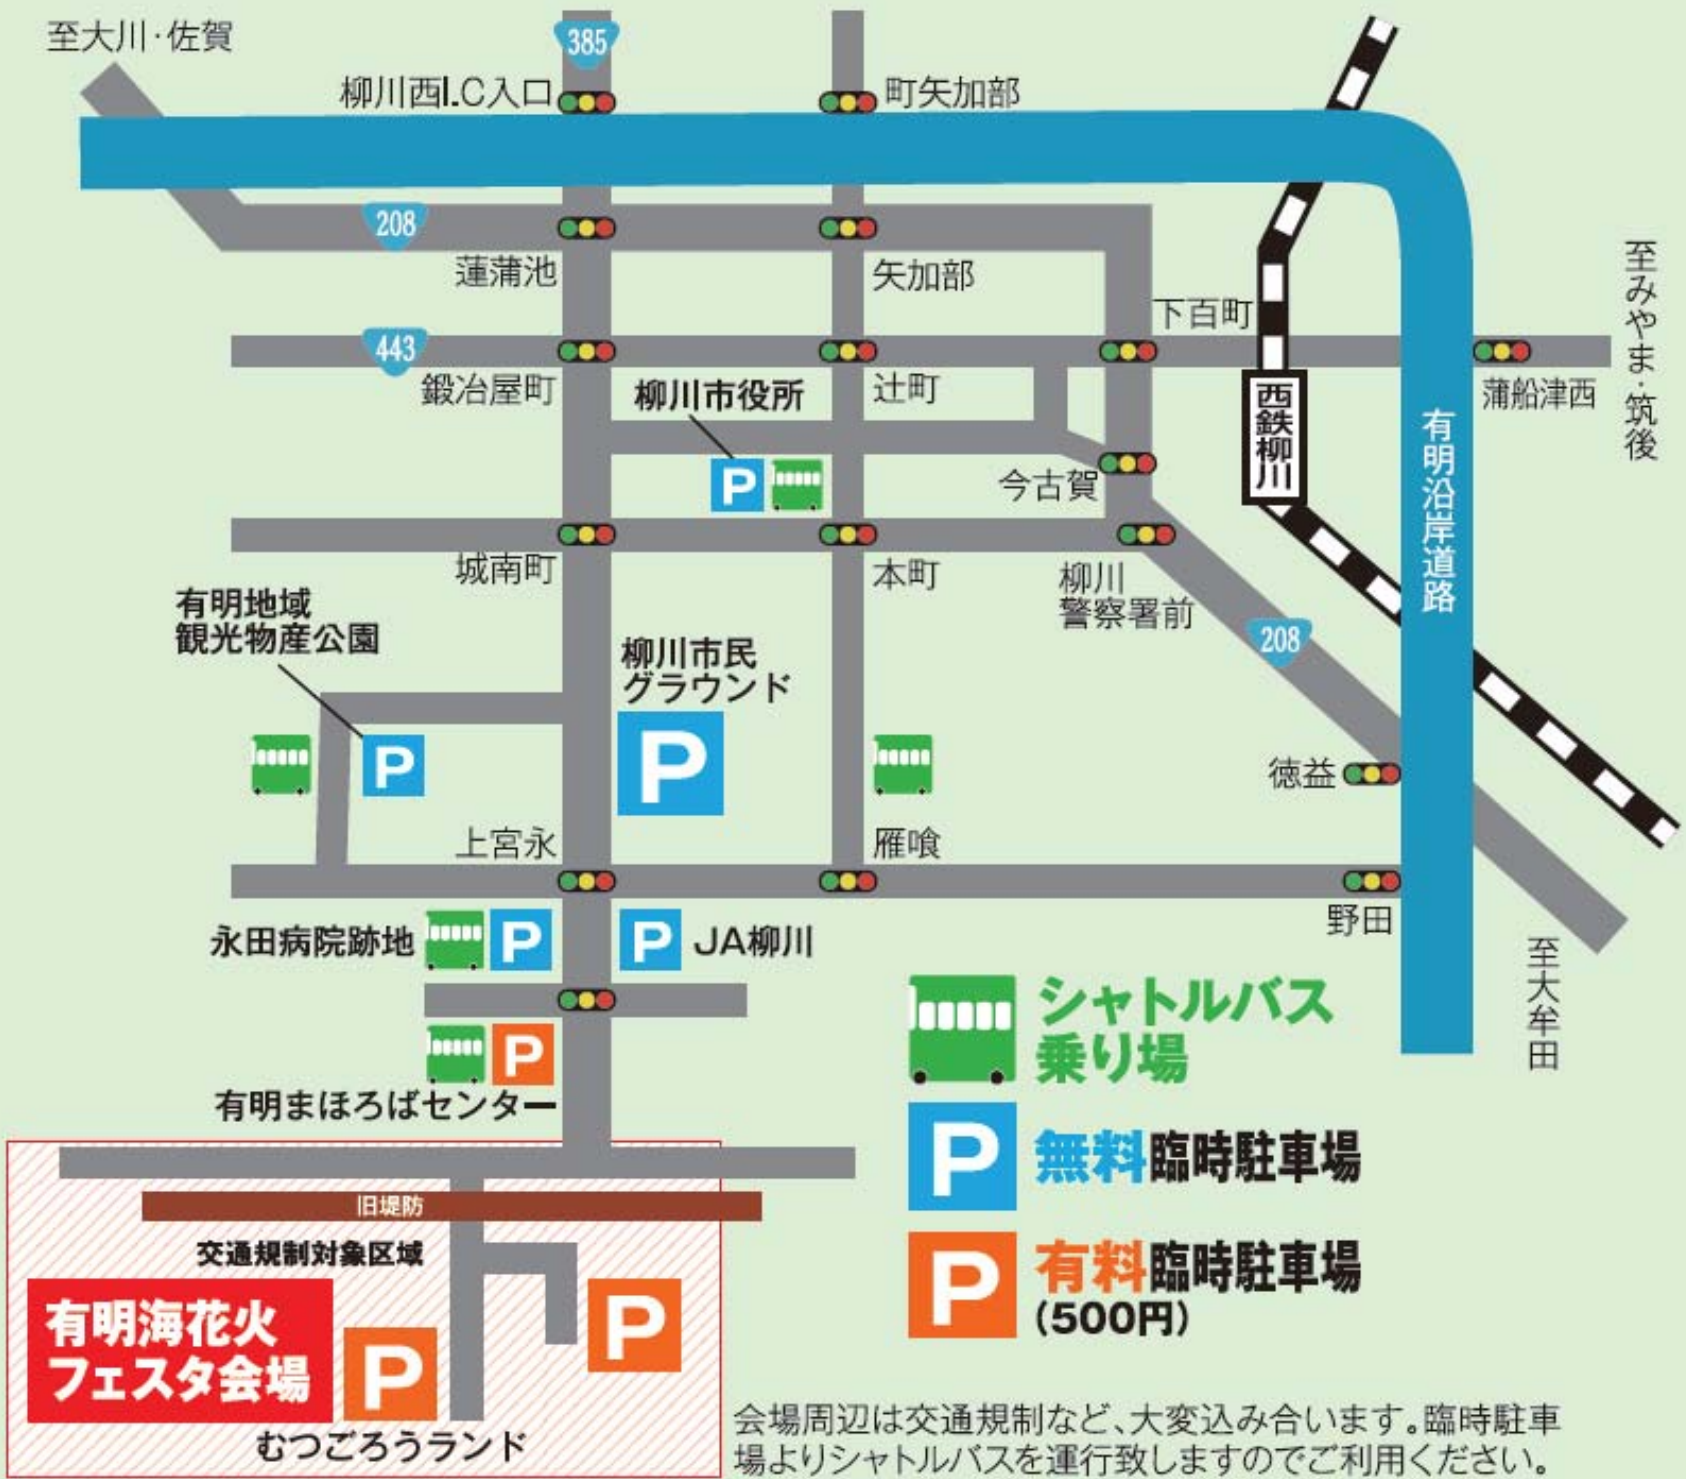 至大川・佐賀
385
柳川西I.C入口
町矢加部
208
蓮蒲池
矢加部
下百町
至みやま・筑後
443
鍛冶屋町
柳川市役所
辻町
蒲船津西
P
今古賀
西鉄柳川
有明沿岸道路
城南町
本町
柳川
警察署前
有明地域
観光物産公園
柳川市民
グラウンド
208
P
P
徳益
上宮永
雁喰
野田
永田病院跡地
P
P
JA柳川
至大牟田
シャトルバス
乗り場
P
有明まほろばセンター
P
無料臨時駐車場
旧堤防
交通規制対象区域
P
有料臨時駐車場
(500円)
有明海花火
フェスタ会場
P
P
むつごろうランド
会場周辺は交通規制など、大変込み合います。臨時駐車
場よりシャトルバスを運行致しますのでご利用ください。